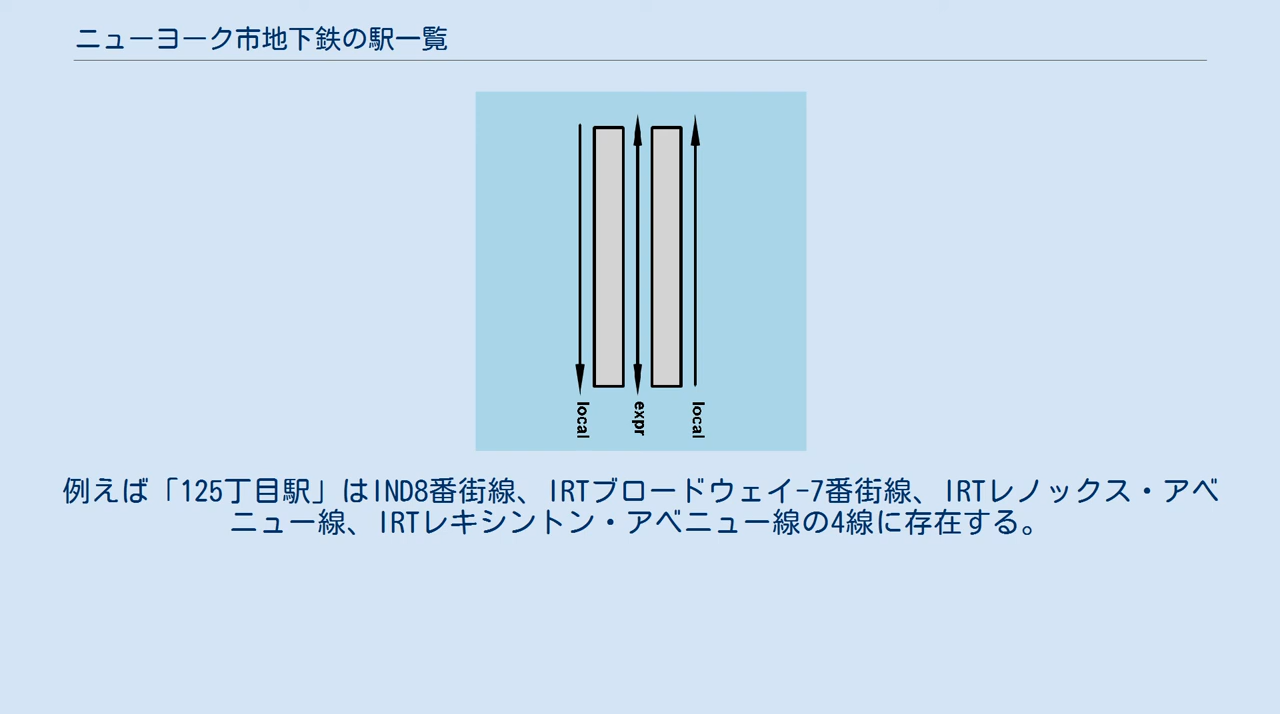 ニューヨーク市地下鉄の駅一覧
local
expr
local
例えば「125丁目駅」はIND8番街線、IRTブロードウェイ-7番街線、IRTレノックス・アベ
ニュー線、IRTレキシントン・アベニュー線の4線に存在する。